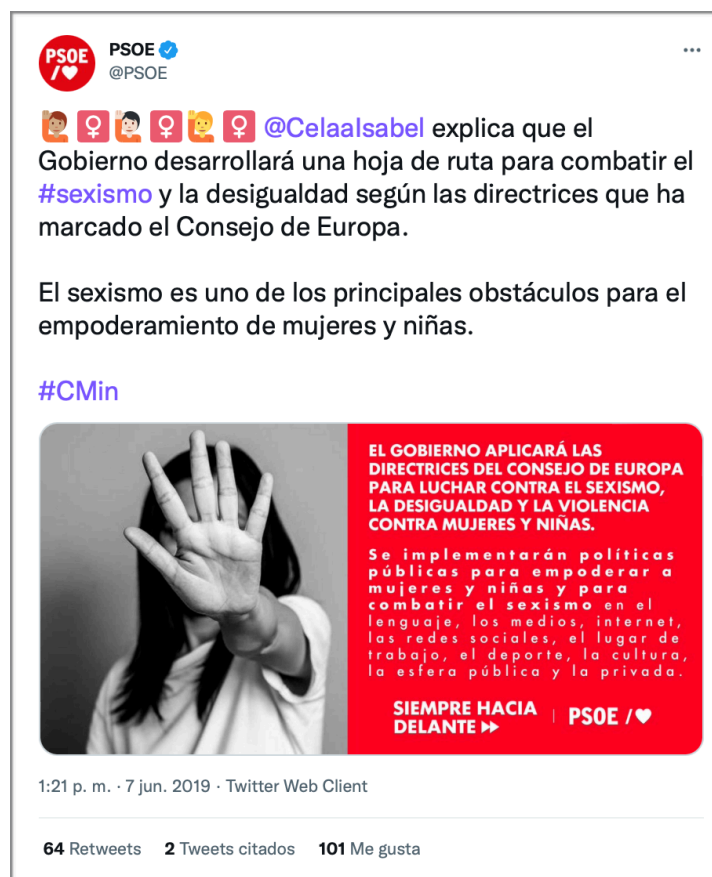 PSOE
PSOE
@PSOE
🙋🏽♀️🙋🏻♀️🙋♀️ @CelaaIsabel explica que el
Gobierno desarrollará una hoja de ruta para combatir el
#sexismo y la desigualdad según las directrices que ha
marcado el Consejo de Europa.
El sexismo es uno de los principales obstáculos para el
empoderamiento de mujeres y niñas.
#CMin
EL GOBIERNO APLICARÁ LAS
DIRECTRICES DEL CONSEJO DE EUROPA
PARA LUCHAR CONTRA EL SEXISMO,
LA DESIGUALDAD Y LA VIOLENCIA
CONTRA MUJERES Y NIÑAS.
Se implementarán políticas
públicas para empoderar a
mujeres y niñas y para
combatir el sexismo en el
lenguaje, los medios, internet,
las redes sociales, el lugar de
trabajo, el deporte, la cultura,
la esfera pública y la privada.
SIEMPRE HACIA
DELANTE
PSOE /
1:21 p. m. · 7 jun. 2019 · Twitter Web Client
64 Retweets 2 Tweets citados 101 Me gusta